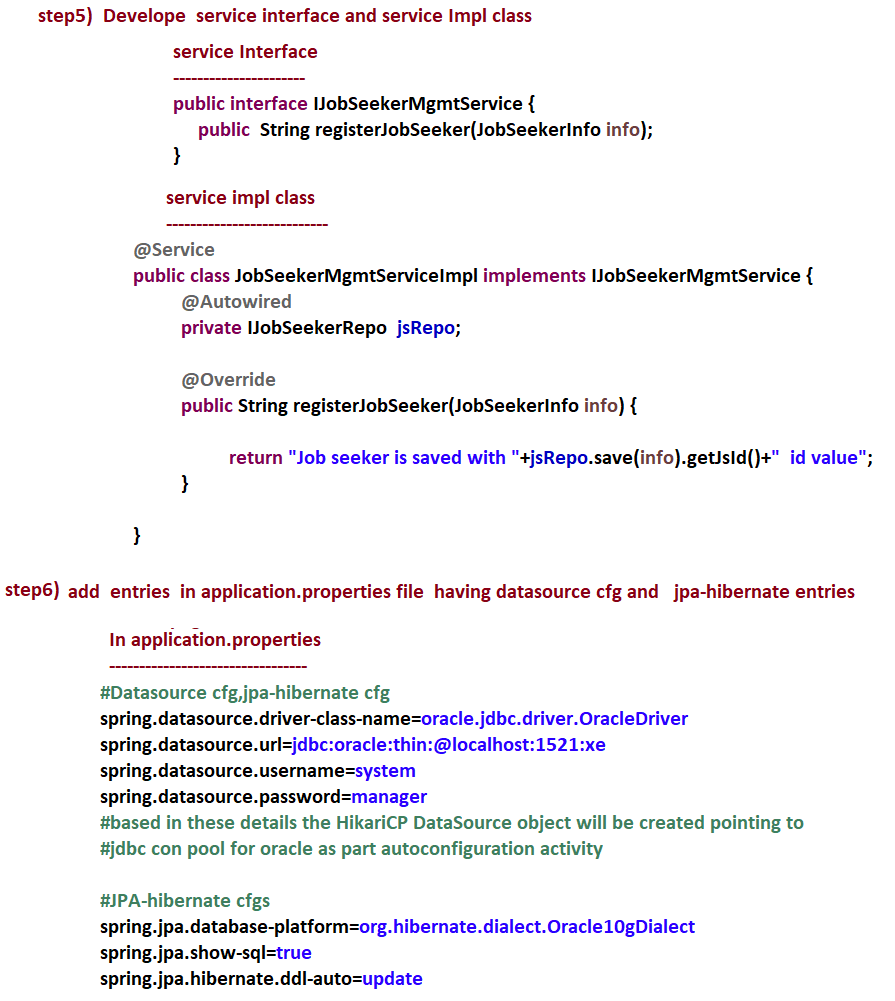 step5)  Develope  service interface and service Impl class
service Interface
----------------------
public interface IJobSeekerMgmtService {
public  String registerJobSeeker(JobSeekerInfo info);
}
service impl class
---------------------------
@Service
public class JobSeekerMgmtServiceImpl implements IJobSeekerMgmtService {
@Autowired
private IJobSeekerRepo  jsRepo;
@Override
public String registerJobSeeker(JobSeekerInfo info) {
return "Job seeker is saved with "+jsRepo.save(info).getJsId()+"  id value";
}
}
step6)  add  entries  in application.properties file  having datasource cfg and   jpa-hibernate entries
In application.properties
---------------------------------
#Datasource cfg,jpa-hibernate cfg
spring.datasource.driver-class-name=oracle.jdbc.driver.OracleDriver
spring.datasource.url=jdbc:oracle:thin:@localhost:1521:xe
spring.datasource.username=system
spring.datasource.password=manager
#based in these details the HikariCP DataSource object will be created pointing to
#jdbc con pool for oracle as part autoconfiguration activity
#JPA-hibernate cfgs
spring.jpa.database-platform=org.hibernate.dialect.Oracle10gDialect
spring.jpa.show-sql=true
spring.jpa.hibernate.ddl-auto=update